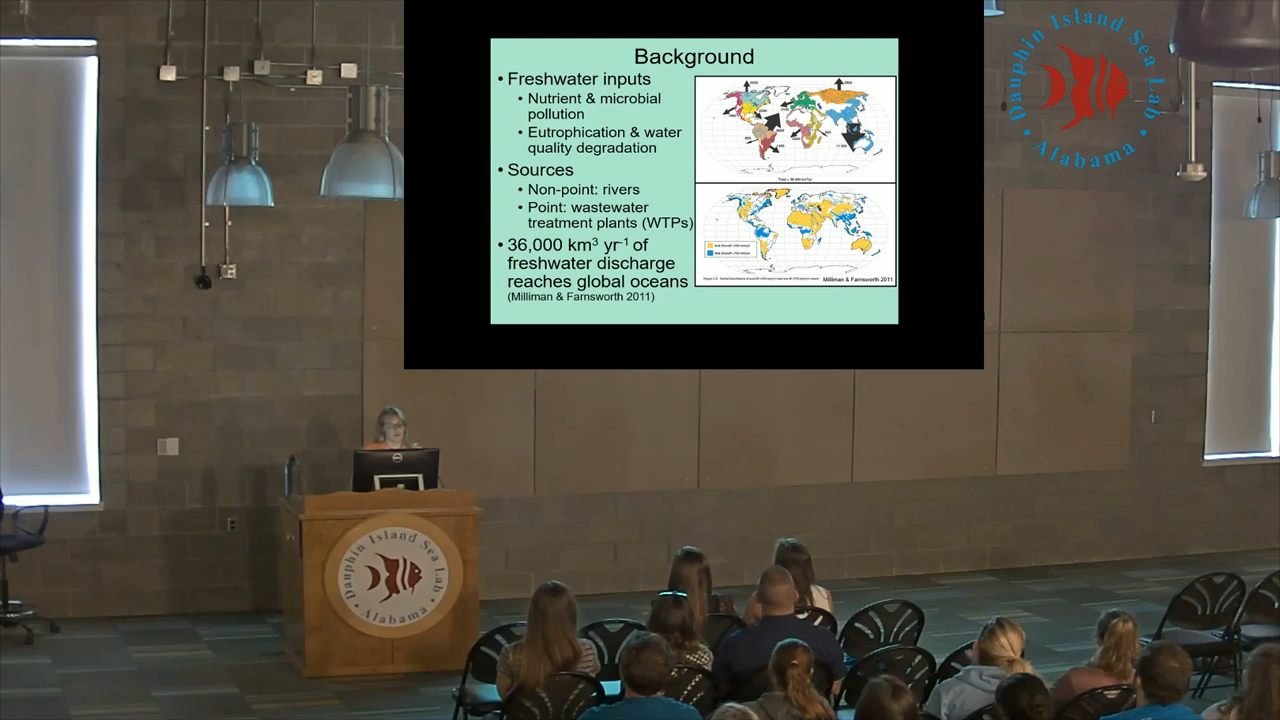 Background
• Freshwater inputs
• Nutrient & microbial
pollution
• Eutrophication & water
quality degradation
• Sources
• Non-point: rivers
• Point: wastewater
treatment plants (WTPs)
• 36,000 km³ yr⁻¹ of
freshwater discharge
reaches global oceans
(Milliman & Farnsworth 2011)
Milliman & Farnsworth 2011
Dauphin Island Sea Lab
• Alabama •
DELL
Dauphin Island Sea Lab
• Alabama •